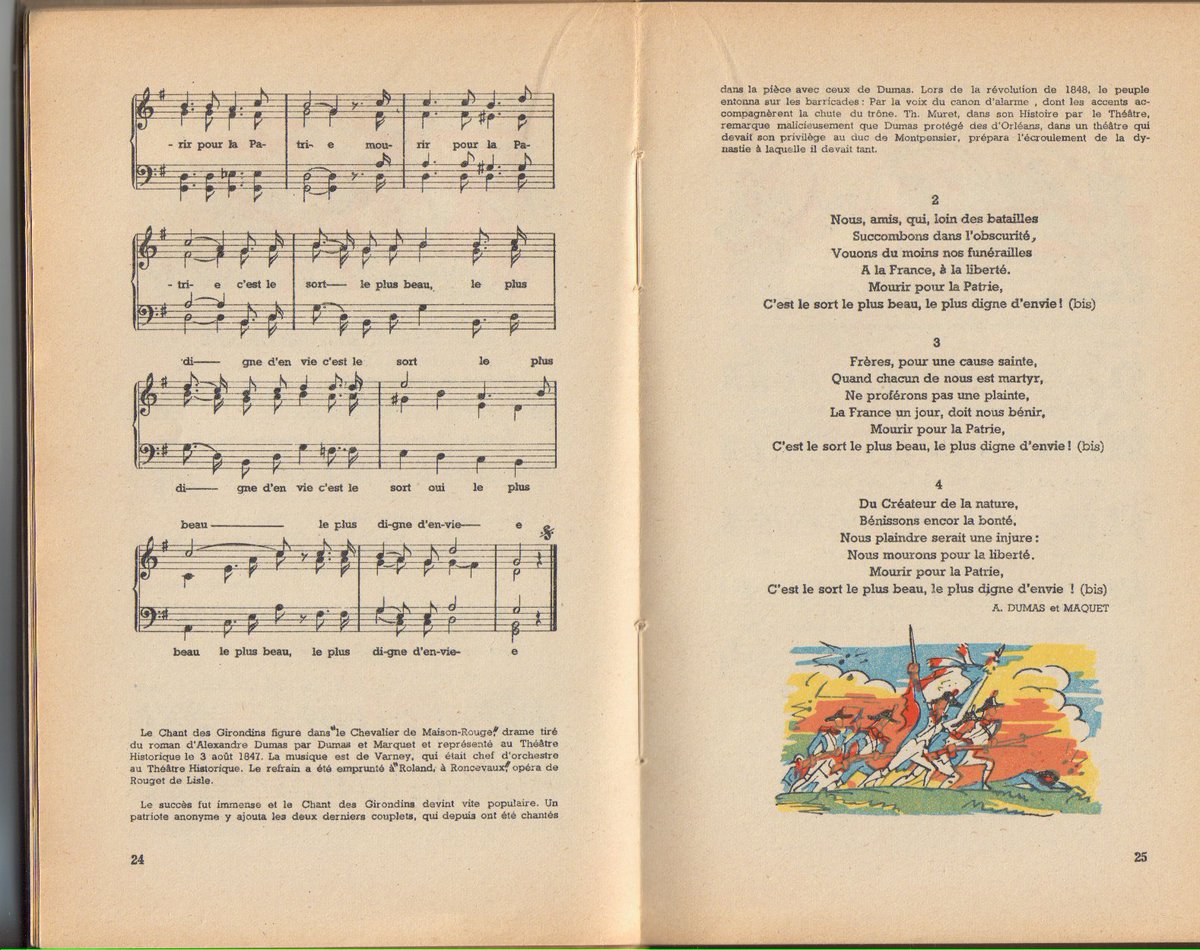 - rir pour la Pa- tri- e mou- rir pour la Pa-
- tri- e c'est le sort— le plus beau, le plus
di— gne d'en vie c'est le sort le plus
di— gne d'en vie c'est le sort oui le plus
beau — le plus di-gne d'en-vie— e
beau le plus beau, le plus di-gne d'en-vie- e
Le Chant des Girondins figure dans "le Chevalier de Maison-Rouge" drame tiré
du roman d'Alexandre Dumas par Dumas et Marquet et représenté au Théâtre
Historique le 3 août 1847. La musique est de Varney, qui était chef d'orchestre
au Théâtre Historique. Le refrain a été emprunté à "Roland, à Roncevaux" opéra de
Rouget de Lisle.
Le succès fut immense et le Chant des Girondins devint vite populaire. Un
patriote anonyme y ajouta les deux derniers couplets, qui depuis ont été chantés
24
dans la pièce avec ceux de Dumas. Lors de la révolution de 1848, le peuple
entonna sur les barricades : Par la voix du canon d'alarme , dont les accents ac-
compagnèrent la chute du trône. Th. Muret, dans son Histoire par le Théâtre,
remarque malicieusement que Dumas protégé des d'Orléans, dans un théâtre qui
devait son privilège au duc de Montpensier, prépara l'écroulement de la dy-
nastie à laquelle il devait tant.
2
Nous, amis, qui, loin des batailles
Succombons dans l'obscurité,
Vouons du moins nos funérailles
A la France, à la liberté.
Mourir pour la Patrie,
C'est le sort le plus beau, le plus digne d'envie ! (bis)
3
Frères, pour une cause sainte,
Quand chacun de nous est martyr,
Ne proférons pas une plainte,
La France un jour, doit nous bénir,
Mourir pour la Patrie,
C'est le sort le plus beau, le plus digne d'envie ! (bis)
4
Du Créateur de la nature,
Bénissons encor la bonté,
Nous plaindre serait une injure :
Nous mourons pour la liberté.
Mourir pour la Patrie,
C'est le sort le plus beau, le plus digne d'envie ! (bis)
A. DUMAS et MAQUET
25